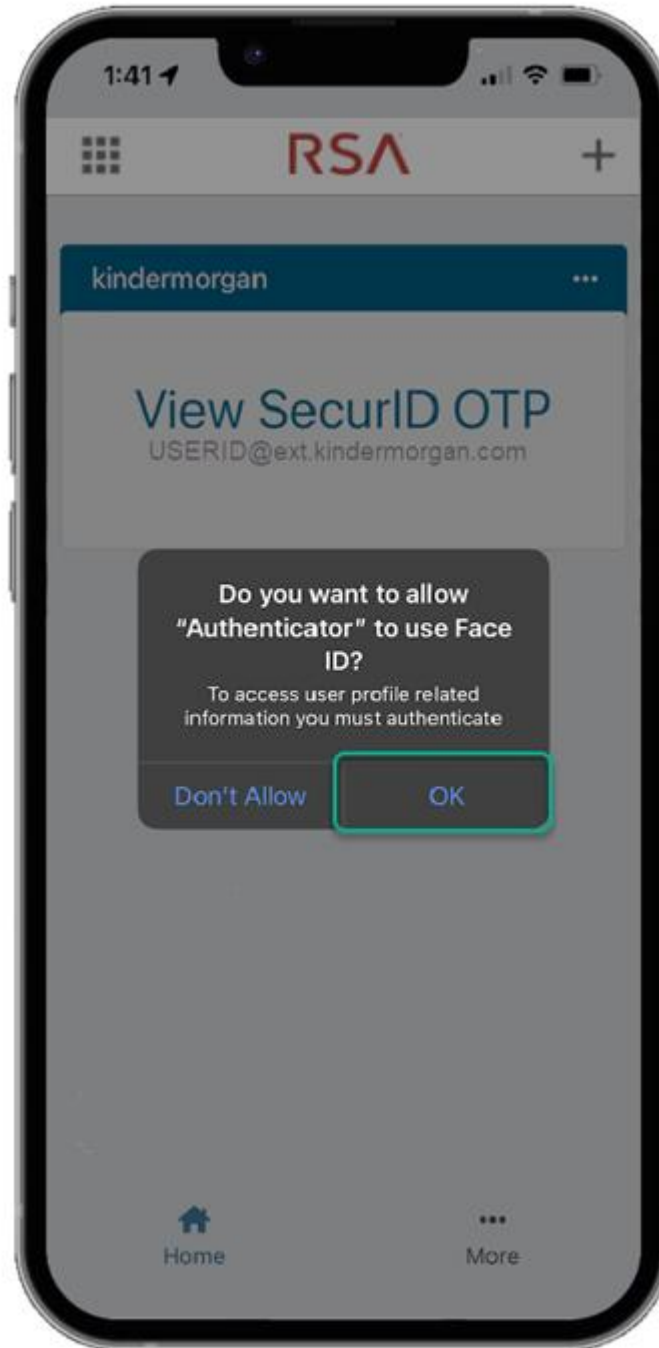 1:41
RSA
+
kindermorgan
...
View SecurID OTP
USERID@ext.kindermorgan.com
Do you want to allow
“Authenticator” to use Face
ID?
To access user profile related
information you must authenticate
Don't Allow
OK
Home
More